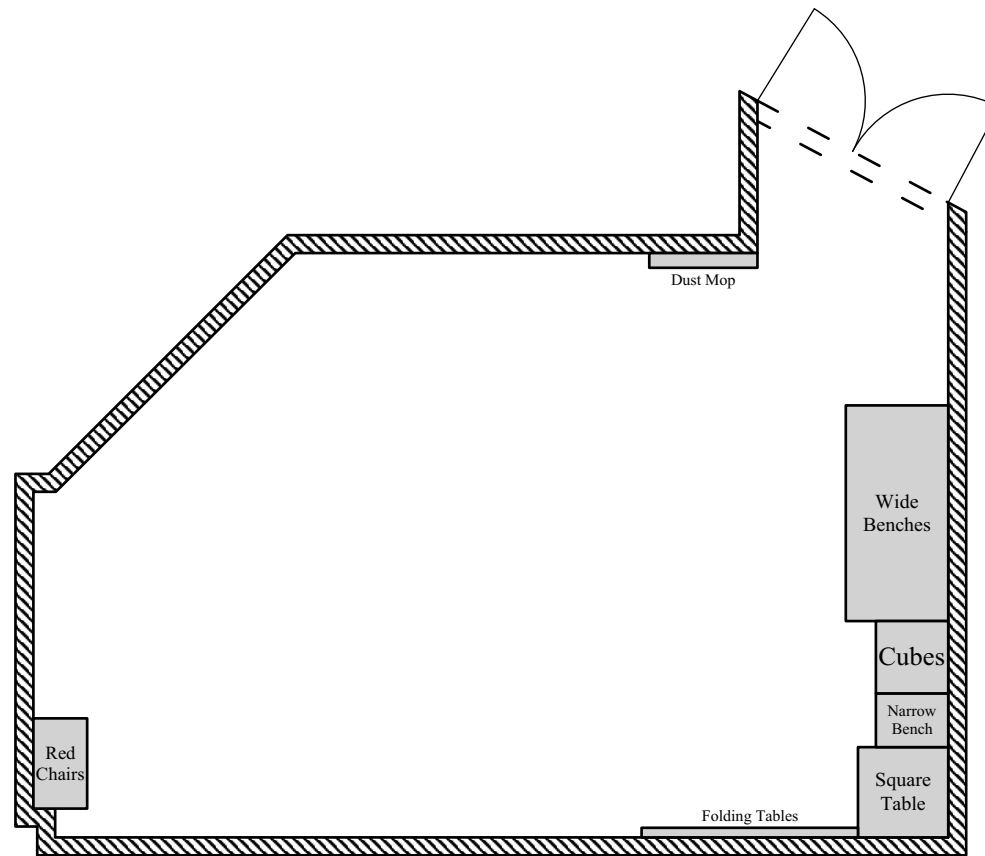 Dust Mop
Wide
Benches
Cubes
Narrow
Bench
Red
Chairs
Square
Table
Folding Tables